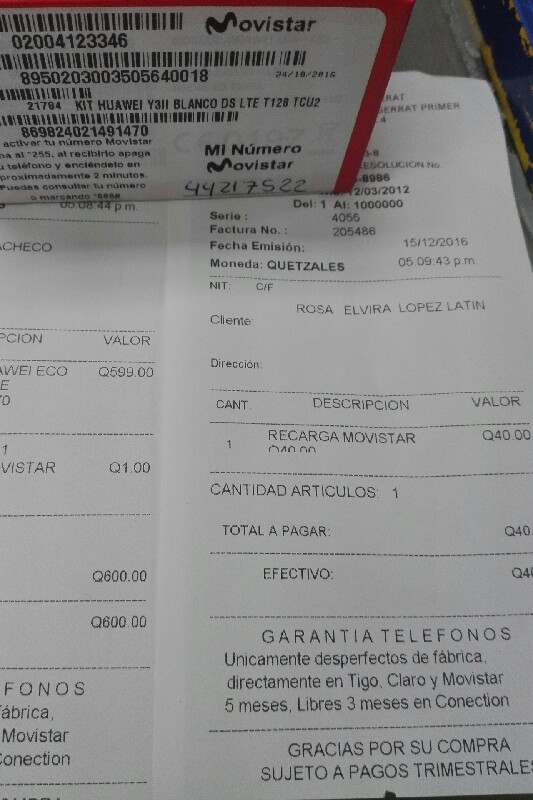 Movistar
02004123346
8950203003505640018
24/10/2016
21794 KIT HUAWEI Y3II BLANCO DS LTE T128 TCU2
869824021491470
activar tu número Movistar
na al *255, al recibirlo apaga
u teléfono y enciéndelo en
proximadamente 2 minutos.
Puedes consultar tu número
o marcando *888#
MI Número
Movistar
44217522
05:08:44 p.m.
ACHECO
PCION VALOR
AWEI ECO Q599.00
E
70
1
VISTAR Q1.00
Q600.00
Q600.00
FONOS
fábrica,
Movistar
Conection
RRAT
SERRAT PRIMER
4
RESOLUCION No.
-8986
12/03/2012
Del: 1 Al: 1000000
Serie : 4055
Factura No. : 205486
Fecha Emisión: 15/12/2016
Moneda: QUETZALES 05:09:43 p.m.
NIT: C/F
Cliente: ROSA ELVIRA LOPEZ LATIN
Dirección:
CANT. DESCRIPCION VALOR
1 RECARGA MOVISTAR Q40.00
Q40.00
CANTIDAD ARTICULOS: 1
TOTAL A PAGAR: Q40.
EFECTIVO: Q40
GARANTIA TELEFONOS
Unicamente desperfectos de fábrica,
directamente en Tigo, Claro y Movistar
5 meses, Libres 3 meses en Conection
GRACIAS POR SU COMPRA
SUJETO A PAGOS TRIMESTRALES